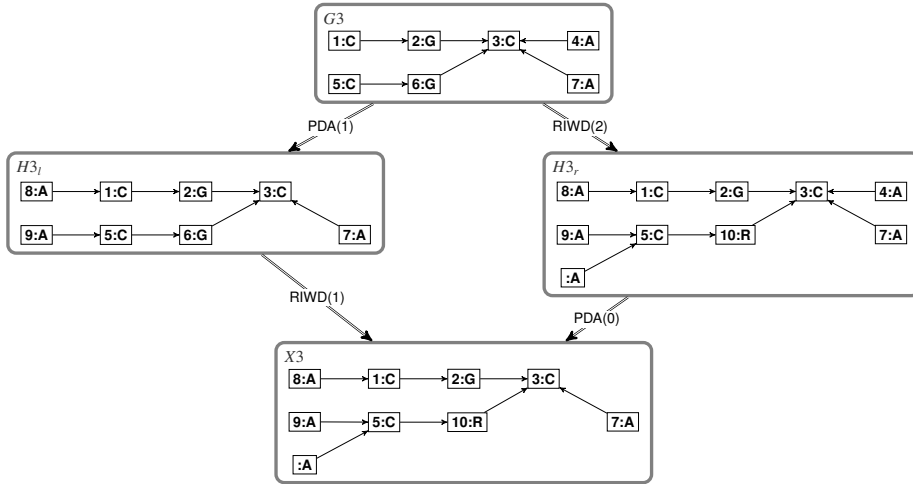 G3
1:C 2:G 3:C 4:A
5:C 6:G 7:A
PDA(1) RIWD(2)
H3l
8:A 1:C 2:G 3:C
9:A 5:C 6:G 7:A
H3r
8:A 1:C 2:G 3:C 4:A
9:A 5:C 10:R 7:A
:A
RIWD(1) PDA(0)
X3
8:A 1:C 2:G 3:C
9:A 5:C 10:R 7:A
:A